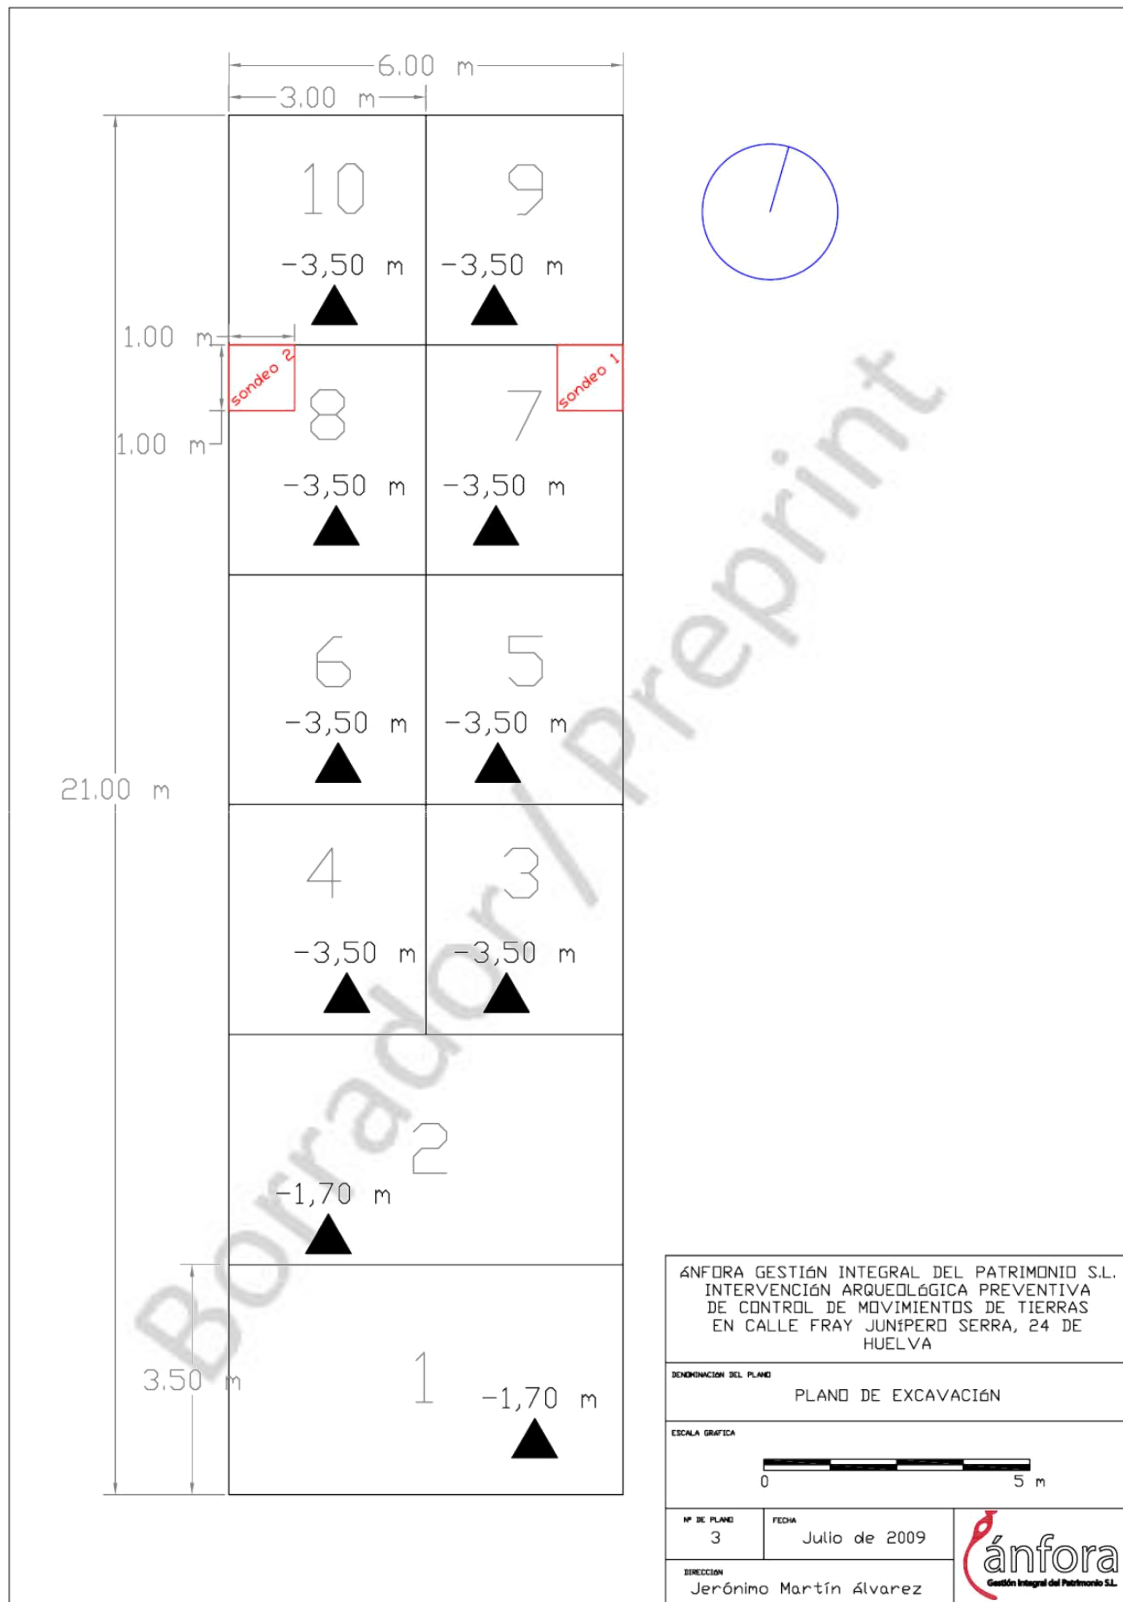 6.00 m
3.00 m
10
9
-3,50 m
-3,50 m
1.00 m
sondeo 2
sondeo 1
8
7
1.00 m
-3,50 m
-3,50 m
6
5
-3,50 m
-3,50 m
21.00 m
4
3
-3,50 m
-3,50 m
2
-1,70 m
3.50 m
1
-1,70 m
Borrador / Preprint
ÁNFORA GESTIÓN INTEGRAL DEL PATRIMONIO S.L.
INTERVENCIÓN ARQUEOLÓGICA PREVENTIVA
DE CONTROL DE MOVIMIENTOS DE TIERRAS
EN CALLE FRAY JUNÍPERO SERRA, 24 DE
HUELVA
DENOMINACIÓN DEL PLANO
PLANO DE EXCAVACIÓN
ESCALA GRÁFICA
0 5 m
Nº DE PLANO
3
FECHA
Julio de 2009
DIRECCIÓN
Jerónimo Martín Álvarez
ánfora
Gestión Integral del Patrimonio S.L.